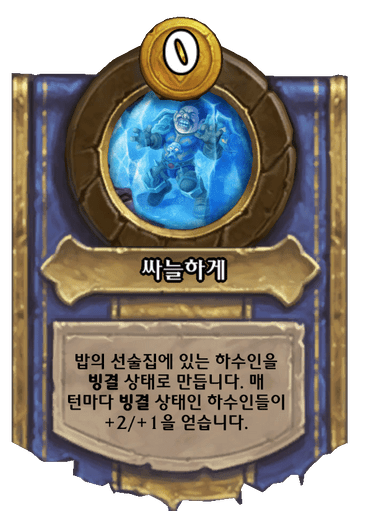 0
싸늘하게
밥의 선술집에 있는 하수인을
빙결 상태로 만듭니다. 매
턴마다 빙결 상태인 하수인들이
+2/+1을 얻습니다.